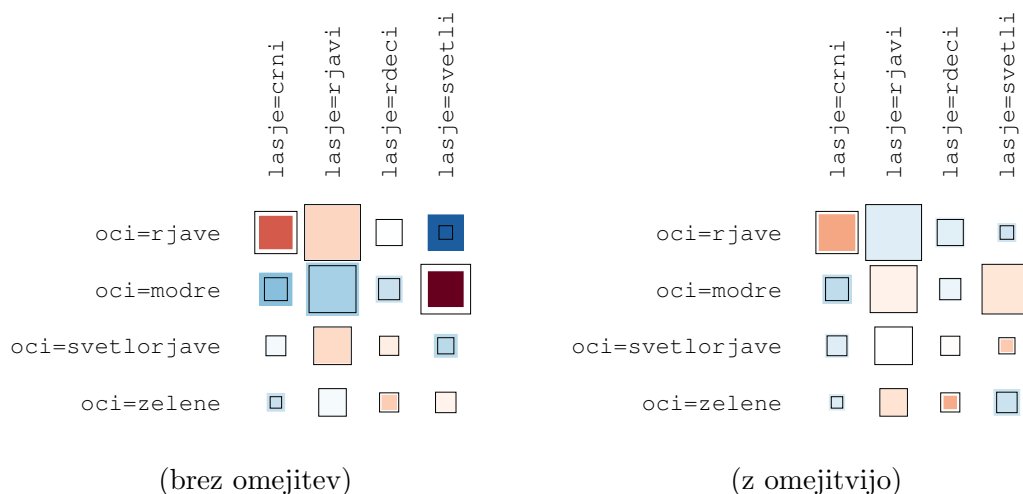 lasje=crni
lasje=rjavi
lasje=rdeci
lasje=svetli
lasje=crni
lasje=rjavi
lasje=rdeci
lasje=svetli
oci=rjave
oci=modre
oci=svetlorjave
oci=zelene
oci=rjave
oci=modre
oci=svetlorjave
oci=zelene
(brez omejitev)
(z omejitvijo)